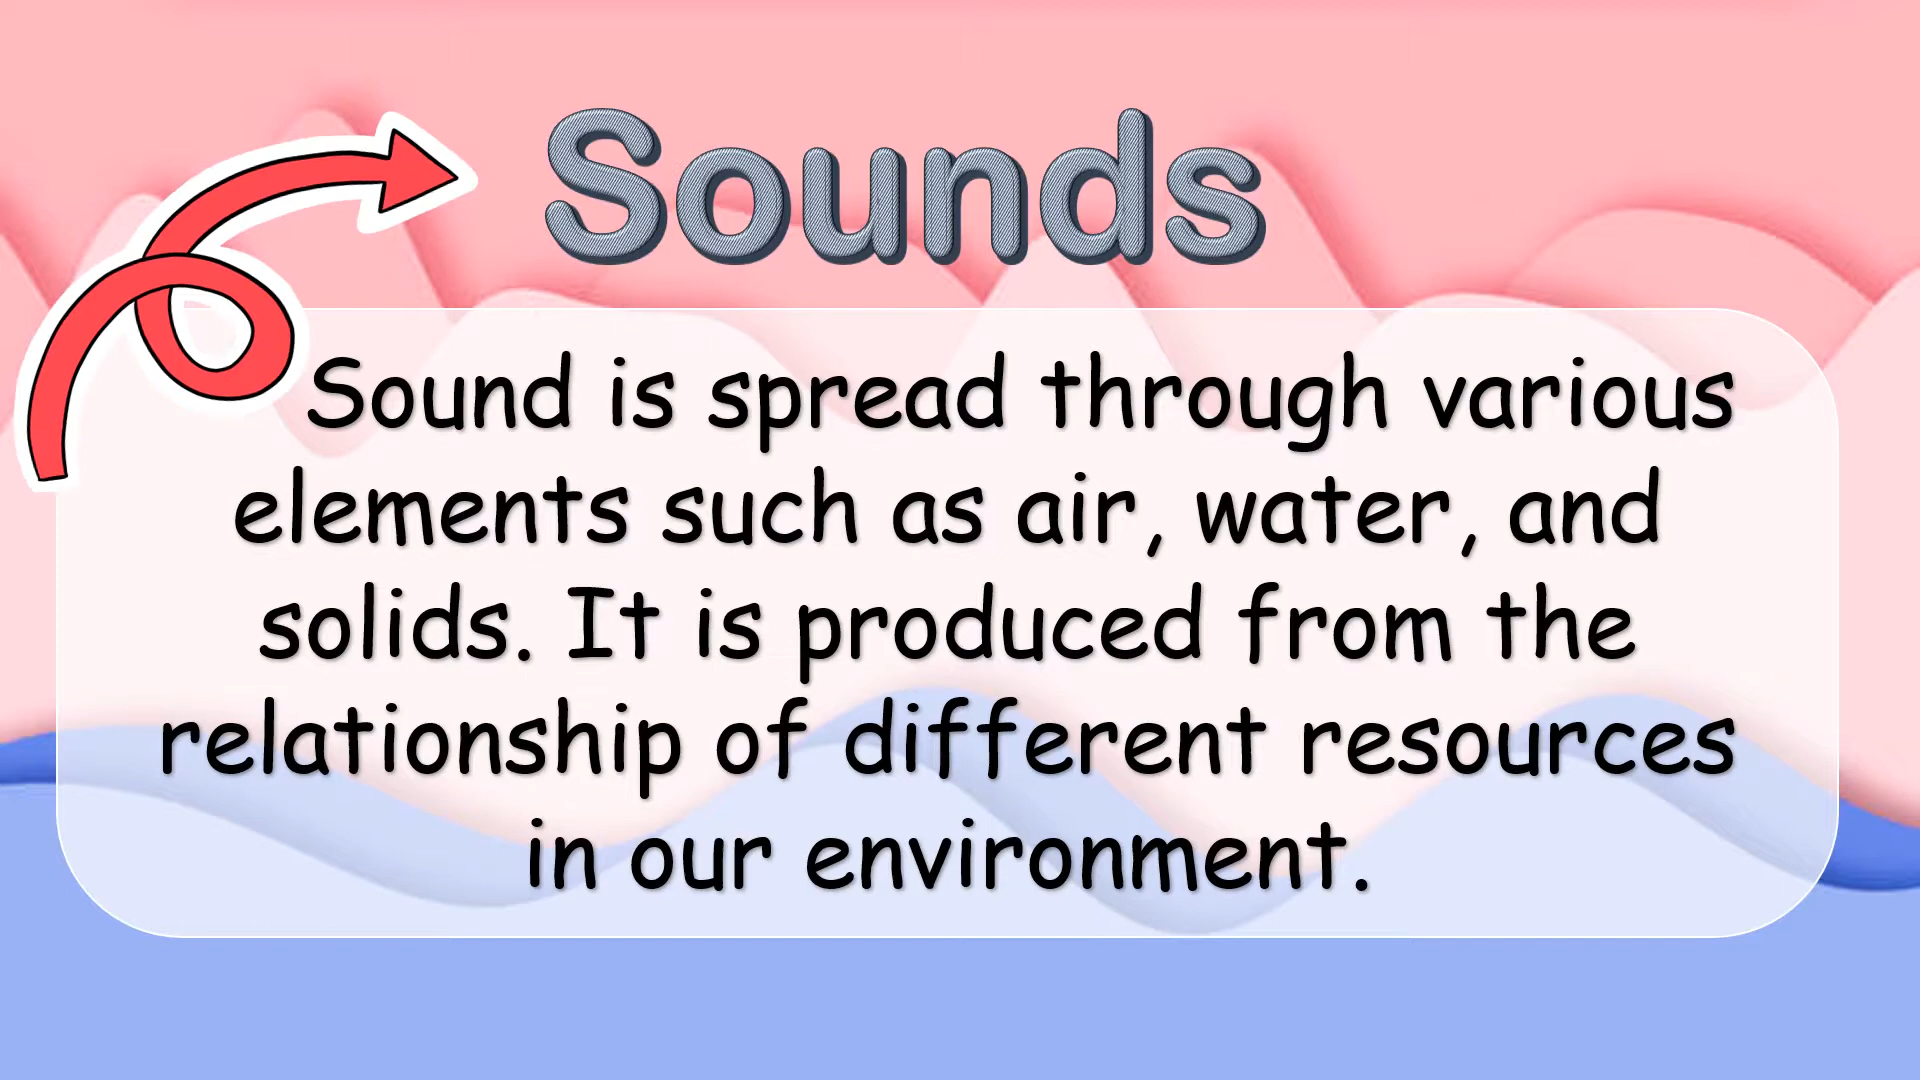 Sounds
Sound is spread through various
elements such as air, water, and
solids. It is produced from the
relationship of different resources
in our environment.